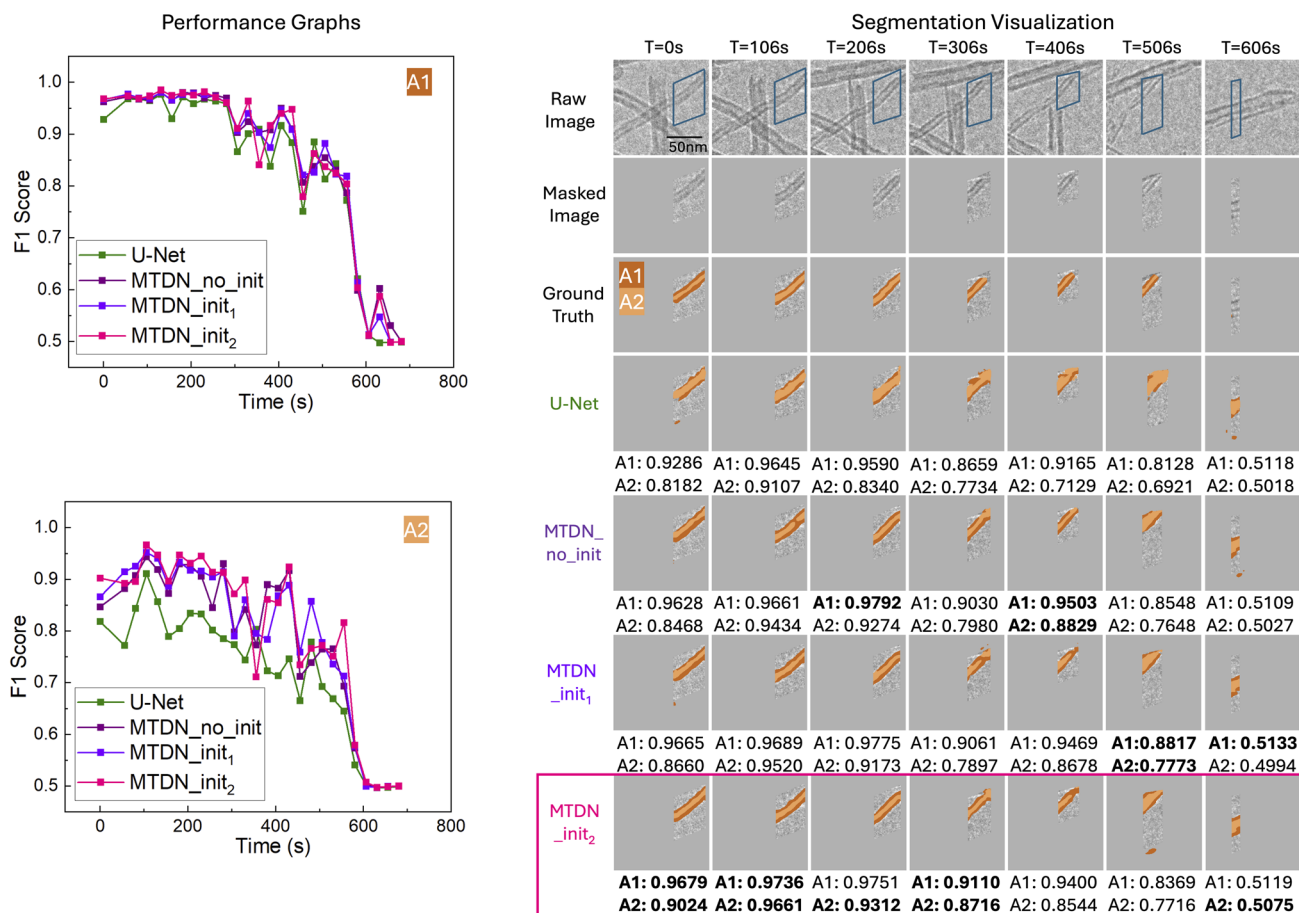 Performance Graphs
A1
1.0
0.9
0.8
0.7
0.6
0.5
F1 Score
U-Net
MTDN_no_init
MTDN_init₁
MTDN_init₂
0 200 400 600 800
Time (s)
A2
1.0
0.9
0.8
0.7
0.6
0.5
F1 Score
U-Net
MTDN_no_init
MTDN_init₁
MTDN_init₂
0 200 400 600 800
Time (s)
Segmentation Visualization
T=0s T=106s T=206s T=306s T=406s T=506s T=606s
Raw
Image
50nm
Masked
Image
Ground
Truth
A1
A2
U-Net
A1: 0.9286 A1: 0.9645 A1: 0.9590 A1: 0.8659 A1: 0.9165 A1: 0.8128 A1: 0.5118
A2: 0.8182 A2: 0.9107 A2: 0.8340 A2: 0.7734 A2: 0.7129 A2: 0.6921 A2: 0.5018
MTDN_
no_init
A1: 0.9628 A1: 0.9661 A1: 0.9792 A1: 0.9030 A1: 0.9503 A1: 0.8548 A1: 0.5109
A2: 0.8468 A2: 0.9434 A2: 0.9274 A2: 0.7980 A2: 0.8829 A2: 0.7648 A2: 0.5027
MTDN
_init₁
A1: 0.9665 A1: 0.9689 A1: 0.9775 A1: 0.9061 A1: 0.9469 A1:0.8817 A1: 0.5133
A2: 0.8660 A2: 0.9520 A2: 0.9173 A2: 0.7897 A2: 0.8678 A2:0.7773 A2: 0.4994
MTDN
_init₂
A1: 0.9679 A1: 0.9736 A1: 0.9751 A1: 0.9110 A1: 0.9400 A1: 0.8369 A1: 0.5119
A2: 0.9024 A2: 0.9661 A2: 0.9312 A2: 0.8716 A2: 0.8544 A2: 0.7716 A2: 0.5075